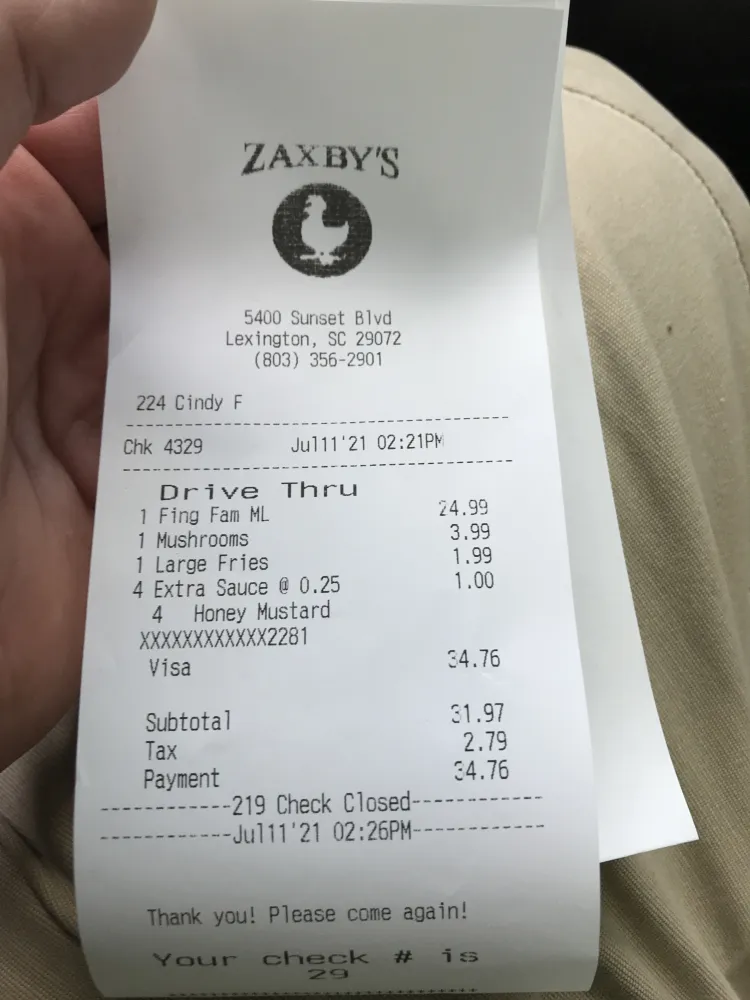 ZAXBY'S
5400 Sunset Blvd
Lexington, SC 29072
(803) 356-2901
224 Cindy F
Chk 4329 Jul11'21 02:21PM
Drive Thru
1 Fing Fam ML 24.99
1 Mushrooms 3.99
1 Large Fries 1.99
4 Extra Sauce @ 0.25 1.00
4 Honey Mustard
XXXXXXXXXXXX2281
Visa 34.76
Subtotal 31.97
Tax 2.79
Payment 34.76
------------219 Check Closed------------
------------Jul11'21 02:26PM------------
Thank you! Please come again!
Your check # is
29